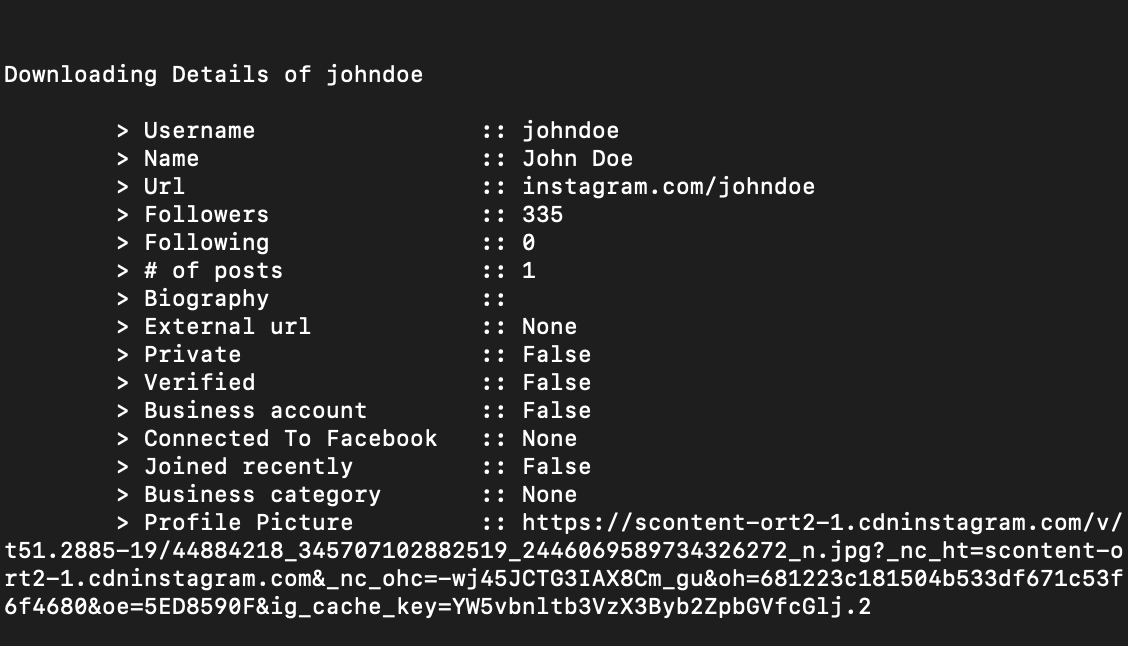 Downloading Details of johndoe
> Username :: johndoe
> Name :: John Doe
> Url :: instagram.com/johndoe
> Followers :: 335
> Following :: 0
> # of posts :: 1
> Biography ::
> External url :: None
> Private :: False
> Verified :: False
> Business account :: False
> Connected To Facebook :: None
> Joined recently :: False
> Business category :: None
> Profile Picture :: https://scontent-ort2-1.cdninstagram.com/v/
t51.2885-19/44884218_345707102882519_2446069589734326272_n.jpg?_nc_ht=scontent-o
rt2-1.cdninstagram.com&_nc_ohc=-wj45JCTG3IAX8Cm_gu&oh=681223c181504b533df671c53f
6f4680&oe=5ED8590F&ig_cache_key=YW5vbnltb3VzX3Byb2ZpbGVfcGlj.2